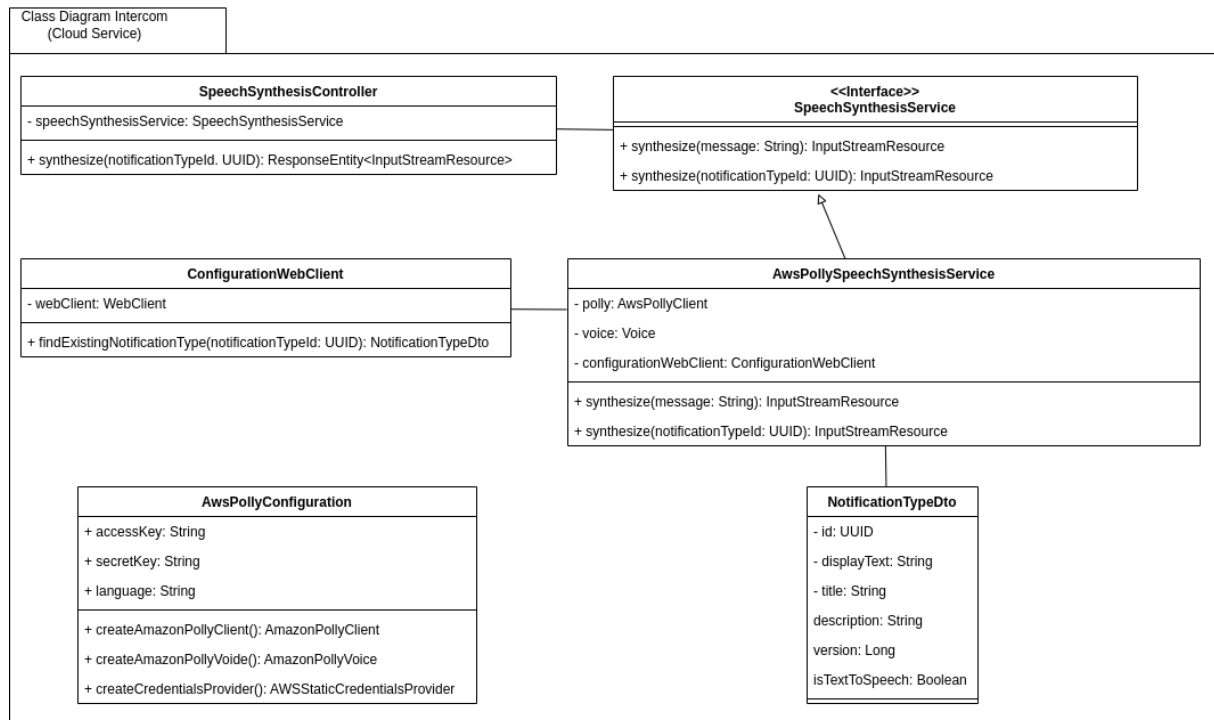 Class Diagram Intercom
(Cloud Service)
SpeechSynthesisController
- speechSynthesisService: SpeechSynthesisService
+ synthesize(notificationTypeId. UUID): ResponseEntity<InputStreamResource>
<<Interface>>
SpeechSynthesisService
+ synthesize(message: String): InputStreamResource
+ synthesize(notificationTypeId: UUID): InputStreamResource
ConfigurationWebClient
- webClient: WebClient
+ findExistingNotificationType(notificationTypeId: UUID): NotificationTypeDto
AwsPollySpeechSynthesisService
- polly: AwsPollyClient
- voice: Voice
- configurationWebClient: ConfigurationWebClient
+ synthesize(message: String): InputStreamResource
+ synthesize(notificationTypeId: UUID): InputStreamResource
AwsPollyConfiguration
+ accessKey: String
+ secretKey: String
+ language: String
+ createAmazonPollyClient(): AmazonPollyClient
+ createAmazonPollyVoide(): AmazonPollyVoice
+ createCredentialsProvider(): AWSStaticCredentialsProvider
NotificationTypeDto
- id: UUID
- displayText: String
- title: String
description: String
version: Long
isTextToSpeech: Boolean